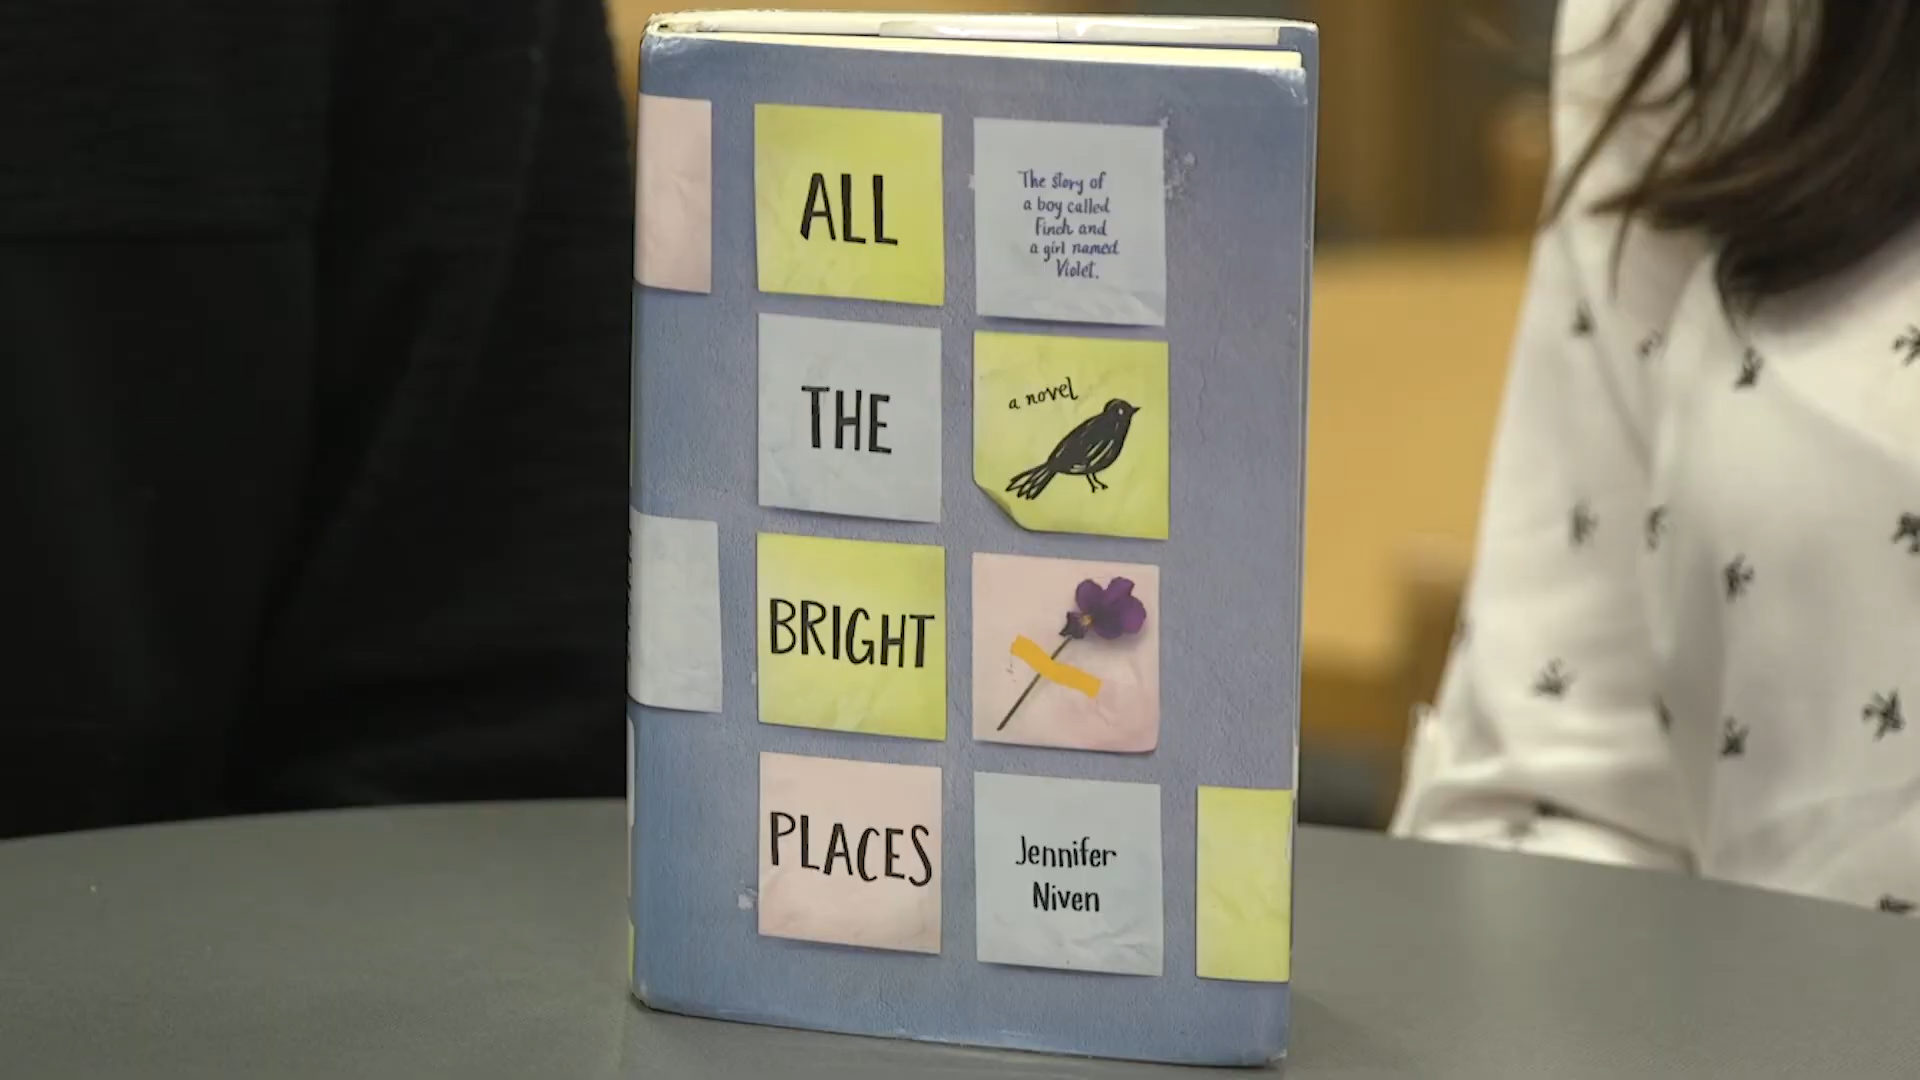 ALL
The story of
a boy called
Finch and
a girl named
Violet.
THE
a novel
BRIGHT
PLACES
Jennifer
Niven